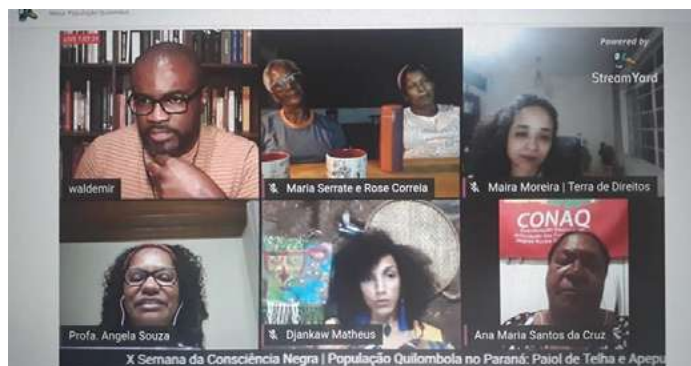 Powered by
StreamYard
waldemir
Maria Serrate e Rose Correia
Maira Moreira | Terra de Direitos
CONAQ
Profa. Angela Souza
Djankaw Matheus
Ana Maria Santos da Cruz
X Semana da Consciência Negra | População Quilombola no Paraná: Paiol de Telha e Apepu